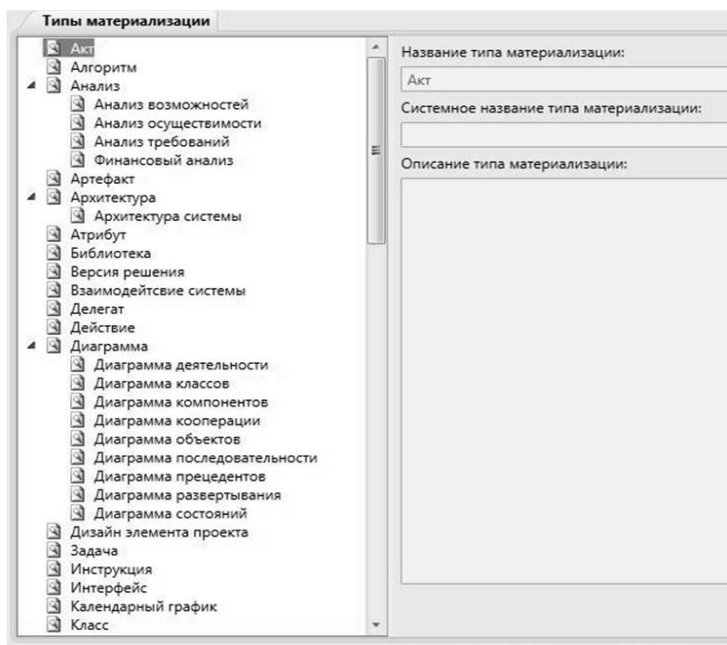 Типы материализации
Акт
Алгоритм
Анализ
Анализ возможностей
Анализ осуществимости
Анализ требований
Финансовый анализ
Артефакт
Архитектура
Архитектура системы
Атрибут
Библиотека
Версия решения
Взаимодейтсвие системы
Делегат
Действие
Диаграмма
Диаграмма деятельности
Диаграмма классов
Диаграмма компонентов
Диаграмма кооперации
Диаграмма объектов
Диаграмма последовательности
Диаграмма прецедентов
Диаграмма развертывания
Диаграмма состояний
Дизайн элемента проекта
Задача
Инструкция
Интерфейс
Календарный график
Класс
Название типа материализации:
Акт
Системное название типа материализации:
Описание типа материализации: